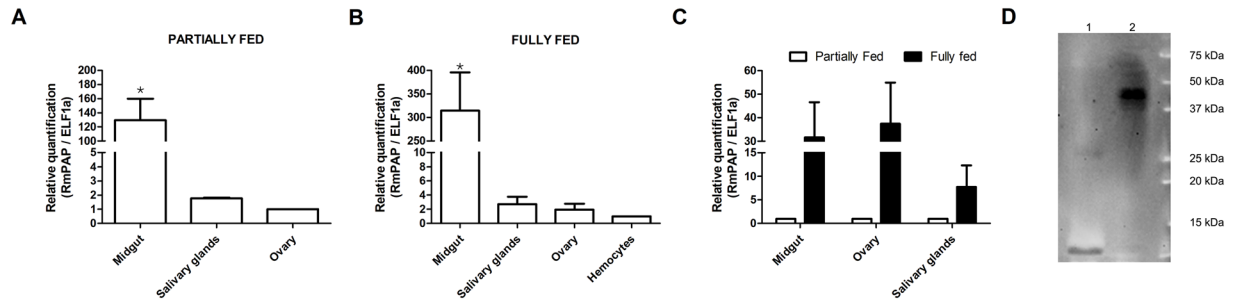 A
PARTIALLY FED
Relative quantification
(RmPAP / ELF1a)
200
180
160
140
120
100
4
3
2
1
0
Midgut
Salivary glands
Ovary
B
FULLY FED
Relative quantification
(RmPAP / ELF1a)
400
350
300
250
10
8
6
4
2
0
Midgut
Salivary glands
Ovary
Hemocytes
C
Partially Fed
Fully fed
Relative quantification
(RmPAP / ELF1a)
60
50
40
30
20
15
10
5
0
Midgut
Ovary
Salivary glands
D
1 2
75 kDa
50 kDa
37 kDa
25 kDa
20 kDa
15 kDa
*
*